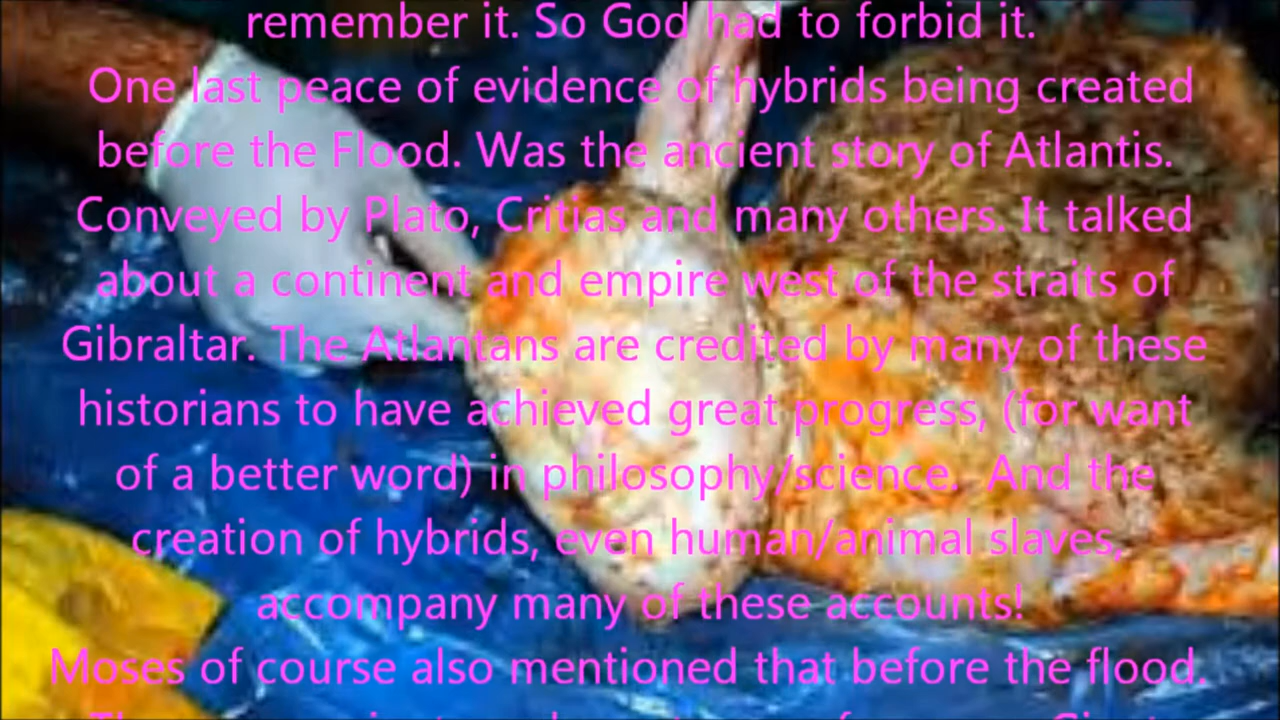 remember it. So God had to forbid it.
One last peace of evidence of hybrids being created
before the Flood. Was the ancient story of Atlantis.
Conveyed by Plato, Critias and many others. It talked
about a continent and empire west of the straits of
Gibraltar. The Atlantans are credited by many of these
historians to have achieved great progress, (for want
of a better word) in philosophy/science.  And the
creation of hybrids, even human/animal slaves,
accompany many of these accounts!
Moses of course also mentioned that before the flood.